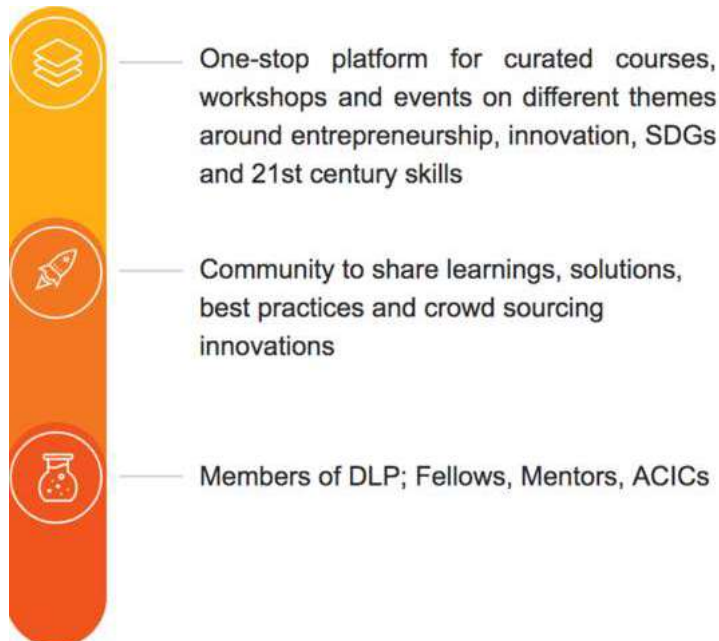 One-stop platform for curated courses,
workshops and events on different themes
around entrepreneurship, innovation, SDGs
and 21st century skills
Community to share learnings, solutions,
best practices and crowd sourcing
innovations
Members of DLP; Fellows, Mentors, ACICs